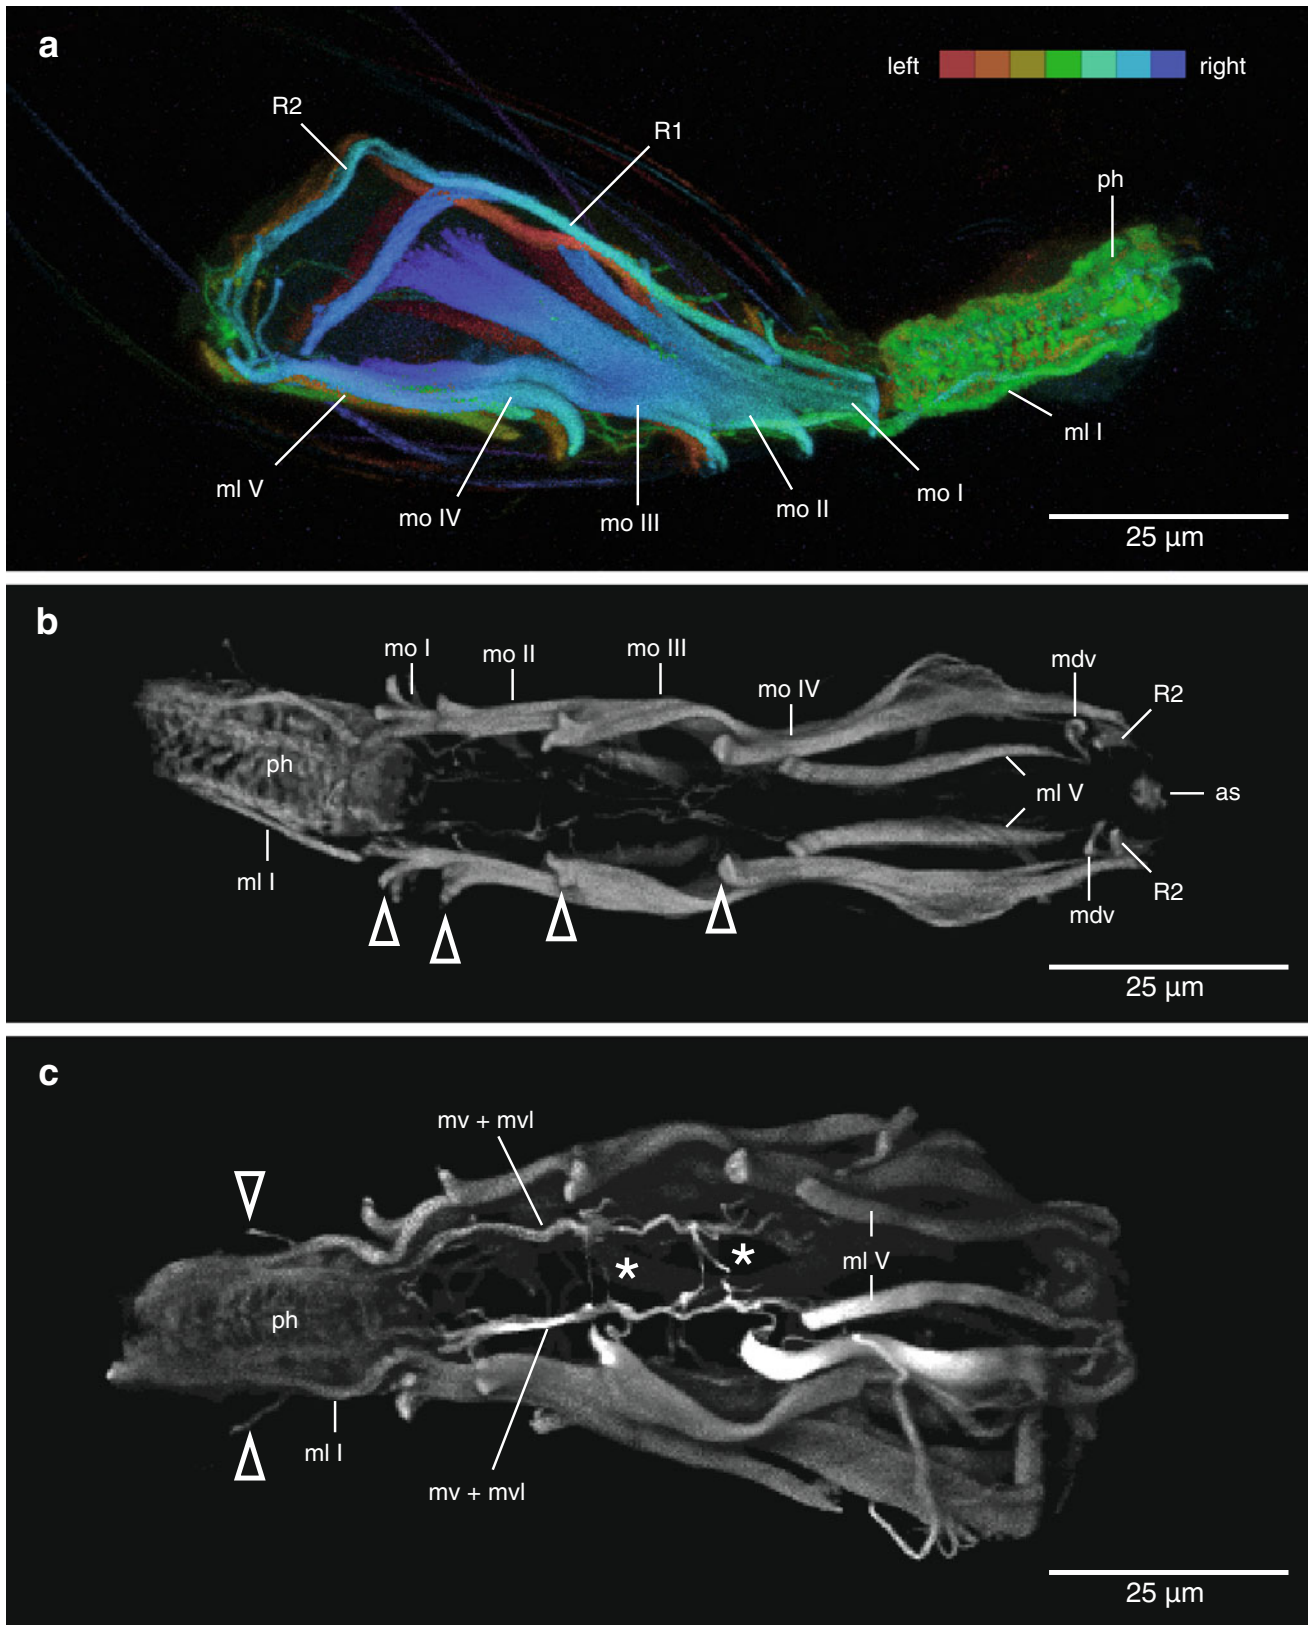 a
left right
R2
R1
ph
ml I
ml V
mo IV
mo III
mo II
mo I
25 µm
b
mo I
mo II
mo III
mo IV
mdv
R2
ph
ml V
as
ml I
mdv
R2
25 µm
c
mv + mvl
* *
ml V
ph
ml I
mv + mvl
25 µm